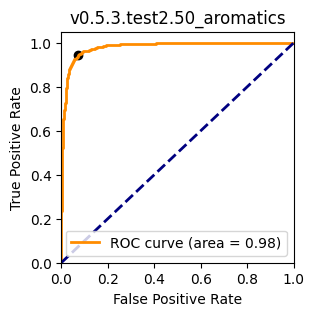 v0.5.3.test2.50_aromatics
True Positive Rate
1.0
0.8
0.6
0.4
0.2
0.0
ROC curve (area = 0.98)
0.0 0.2 0.4 0.6 0.8 1.0
False Positive Rate